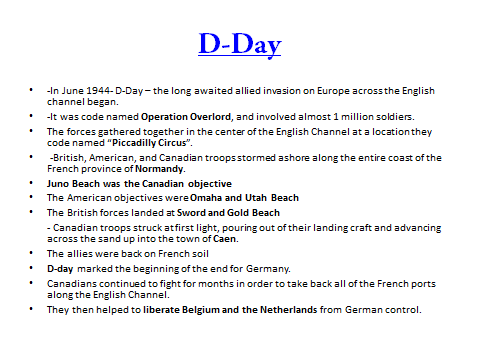 D-Day
• -In June 1944- D-Day – the long awaited allied invasion on Europe across the English
channel began.
• -It was code named Operation Overlord, and involved almost 1 million soldiers.
• The forces gathered together in the center of the English Channel at a location they
code named "Piccadilly Circus".
• -British, American, and Canadian troops stormed ashore along the entire coast of the
French province of Normandy.
• Juno Beach was the Canadian objective
• The American objectives were Omaha and Utah Beach
• The British forces landed at Sword and Gold Beach
- Canadian troops struck at first light, pouring out of their landing craft and advancing
across the sand up into the town of Caen.
• The allies were back on French soil
• D-day marked the beginning of the end for Germany.
• Canadians continued to fight for months in order to take back all of the French ports
along the English Channel.
• They then helped to liberate Belgium and the Netherlands from German control.